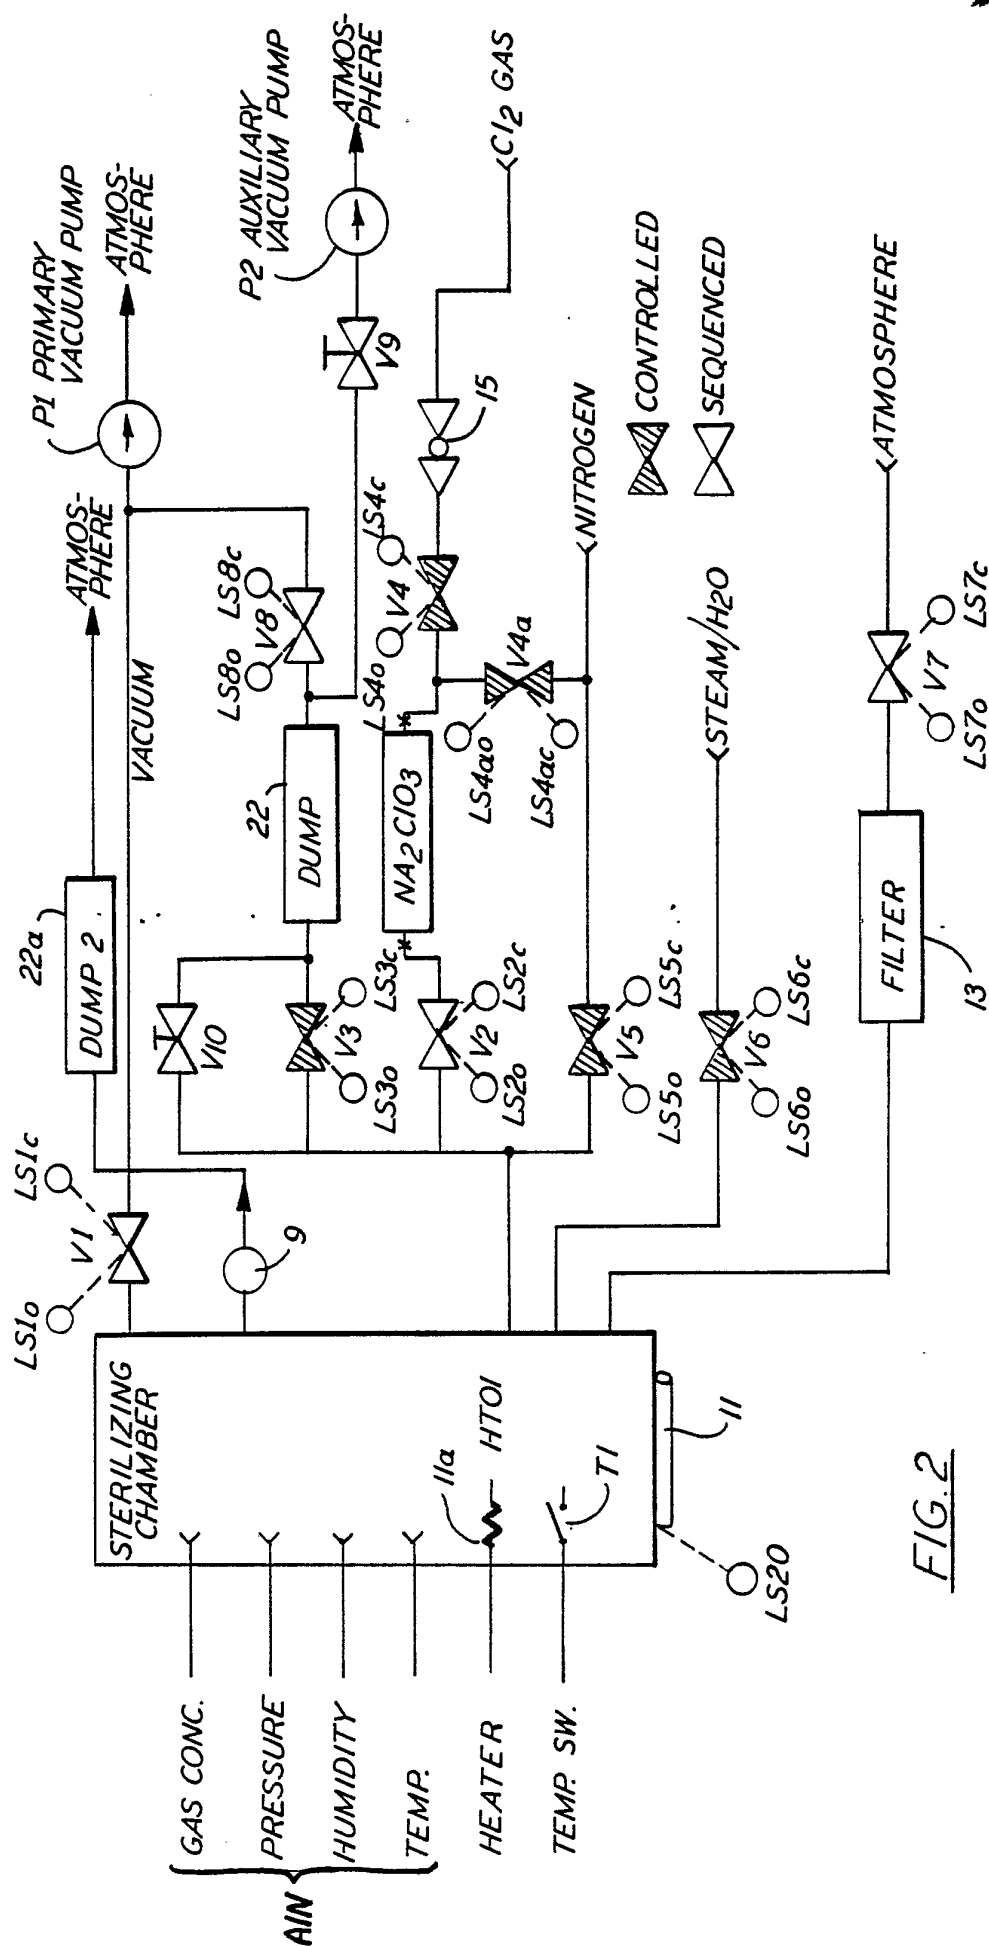 P1 PRIMARY
VACUUM PUMP
ATMOS-
PHERE
P2 AUXILIARY
VACUUM PUMP
ATMOS-
PHERE
22a
DUMP 2
ATMOS-
PHERE
VACUUM
LS1o
LS1c
V1
9
V10
22
DUMP
LS8o
LS8c
V8
V9
LS3o
LS3c
V3
NA2ClO3
LS4o
LS4c
V4
15
Cl2 GAS
LS2o
LS2c
V2
LS4ao
LS4ac
V4a
NITROGEN
LS5o
LS5c
V5
CONTROLLED
SEQUENCED
STEAM/H2O
LS6o
LS6c
V6
FILTER
13
LS7o
LS7c
V7
ATMOSPHERE
STERILIZING
CHAMBER
AIN
GAS CONC.
PRESSURE
HUMIDITY
TEMP.
HEATER
11a
HTO1
TEMP. SW.
T1
11
LS20
FIG. 2